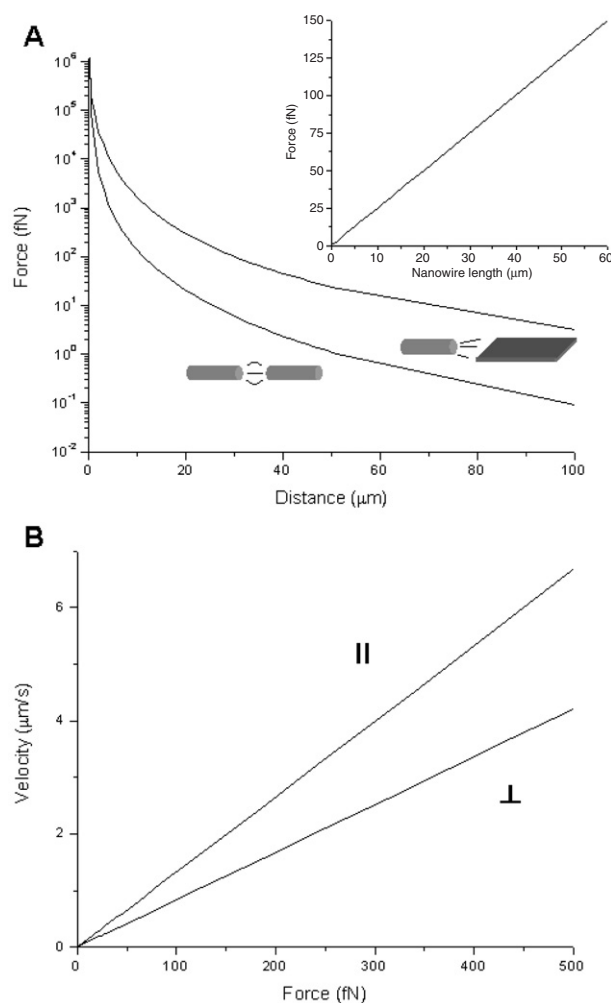 A
Force (fN)
10⁶
10⁵
10⁴
10³
10²
10¹
10⁰
10⁻¹
10⁻²
0 20 40 60 80 100
Distance (μm)
Force (fN)
150
125
100
75
50
25
0
0 10 20 30 40 50 60
Nanowire length (μm)
B
Velocity (μm/s)
6
4
2
0
||
⊥
0 100 200 300 400 500
Force (fN)